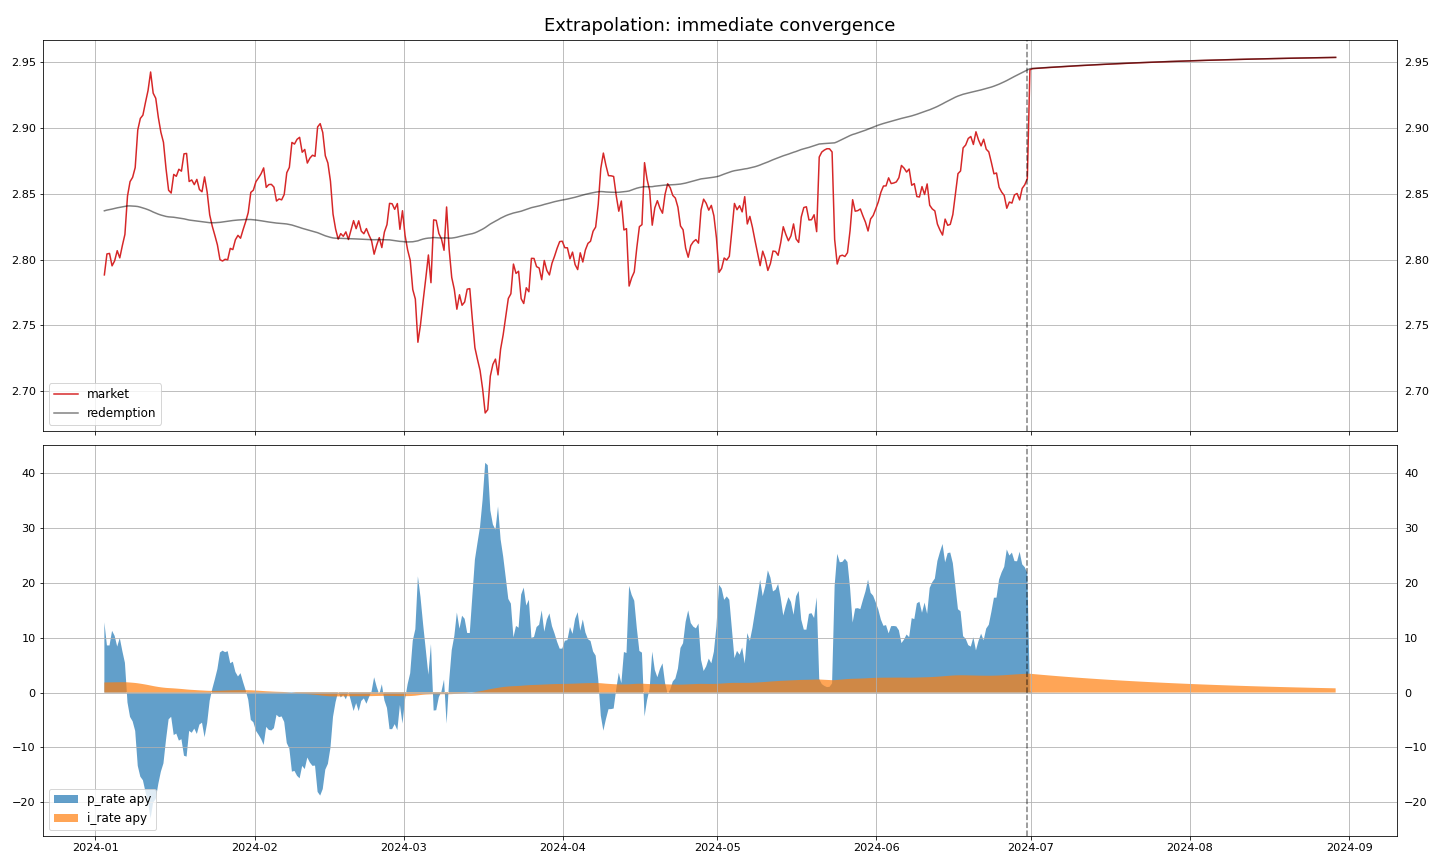 Extrapolation: immediate convergence
2.95 2.95
2.90 2.90
2.85 2.85
2.80 2.80
2.75 2.75
2.70 2.70
market
redemption
40 40
30 30
20 20
10 10
0 0
−10 −10
−20 −20
p_rate apy
i_rate apy
2024-01 2024-02 2024-03 2024-04 2024-05 2024-06 2024-07 2024-08 2024-09